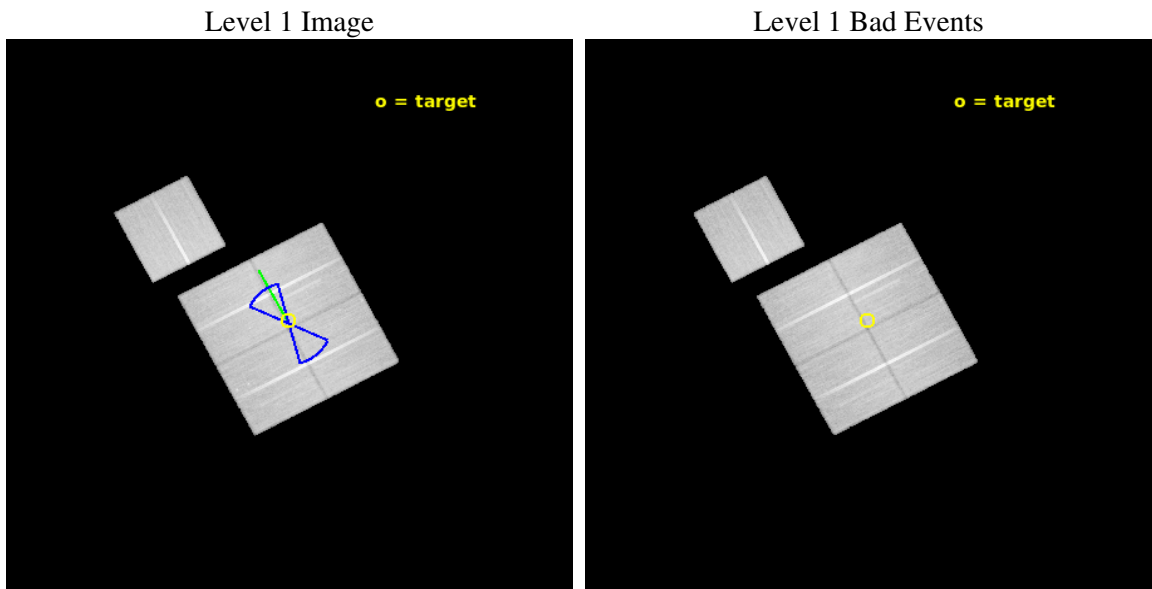 Level 1 Image
Level 1 Bad Events
o = target
o = target